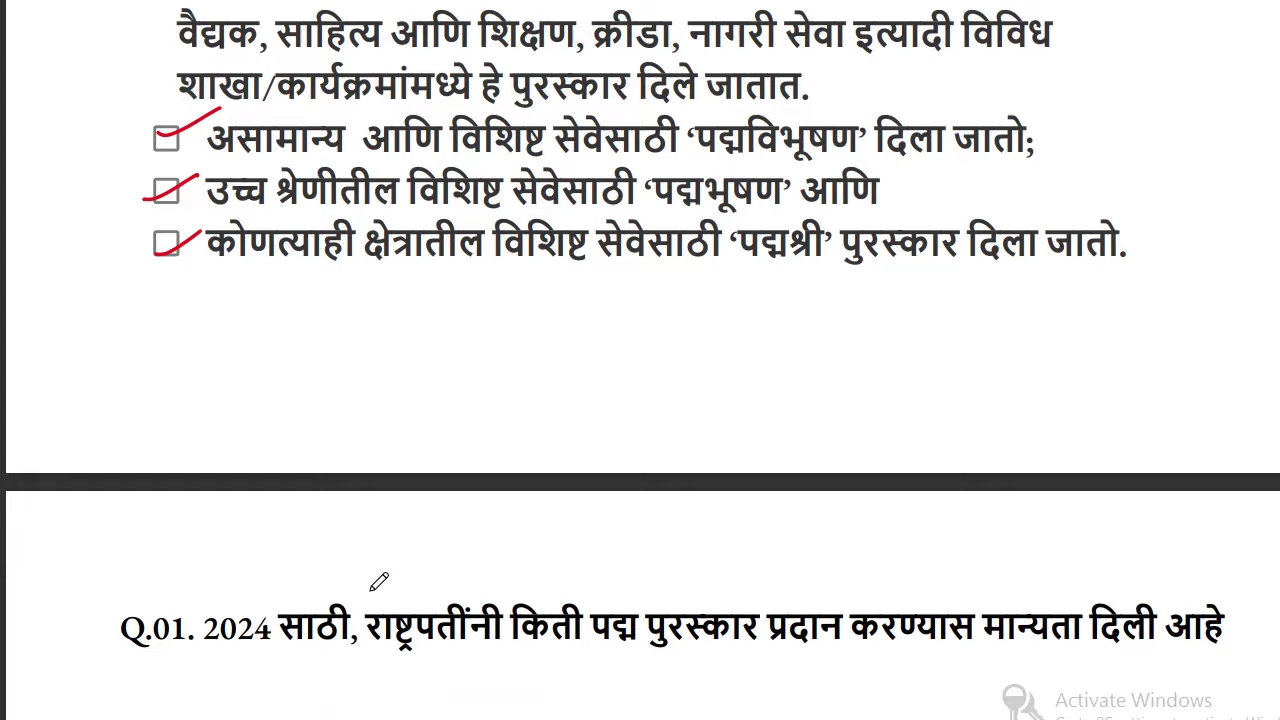 वैद्यक, साहित्य आणि शिक्षण, क्रीडा, नागरी सेवा इत्यादी विविध
शाखा/कार्यक्रमांमध्ये हे पुरस्कार दिले जातात.
असामान्य आणि विशिष्ट सेवेसाठी ‘पद्मविभूषण’ दिला जातो;
उच्च श्रेणीतील विशिष्ट सेवेसाठी ‘पद्मभूषण’ आणि
कोणत्याही क्षेत्रातील विशिष्ट सेवेसाठी ‘पद्मश्री’ पुरस्कार दिला जातो.
Q.01. 2024 साठी, राष्ट्रपतींनी किती पद्म पुरस्कार प्रदान करण्यास मान्यता दिली आहे
Activate Windows